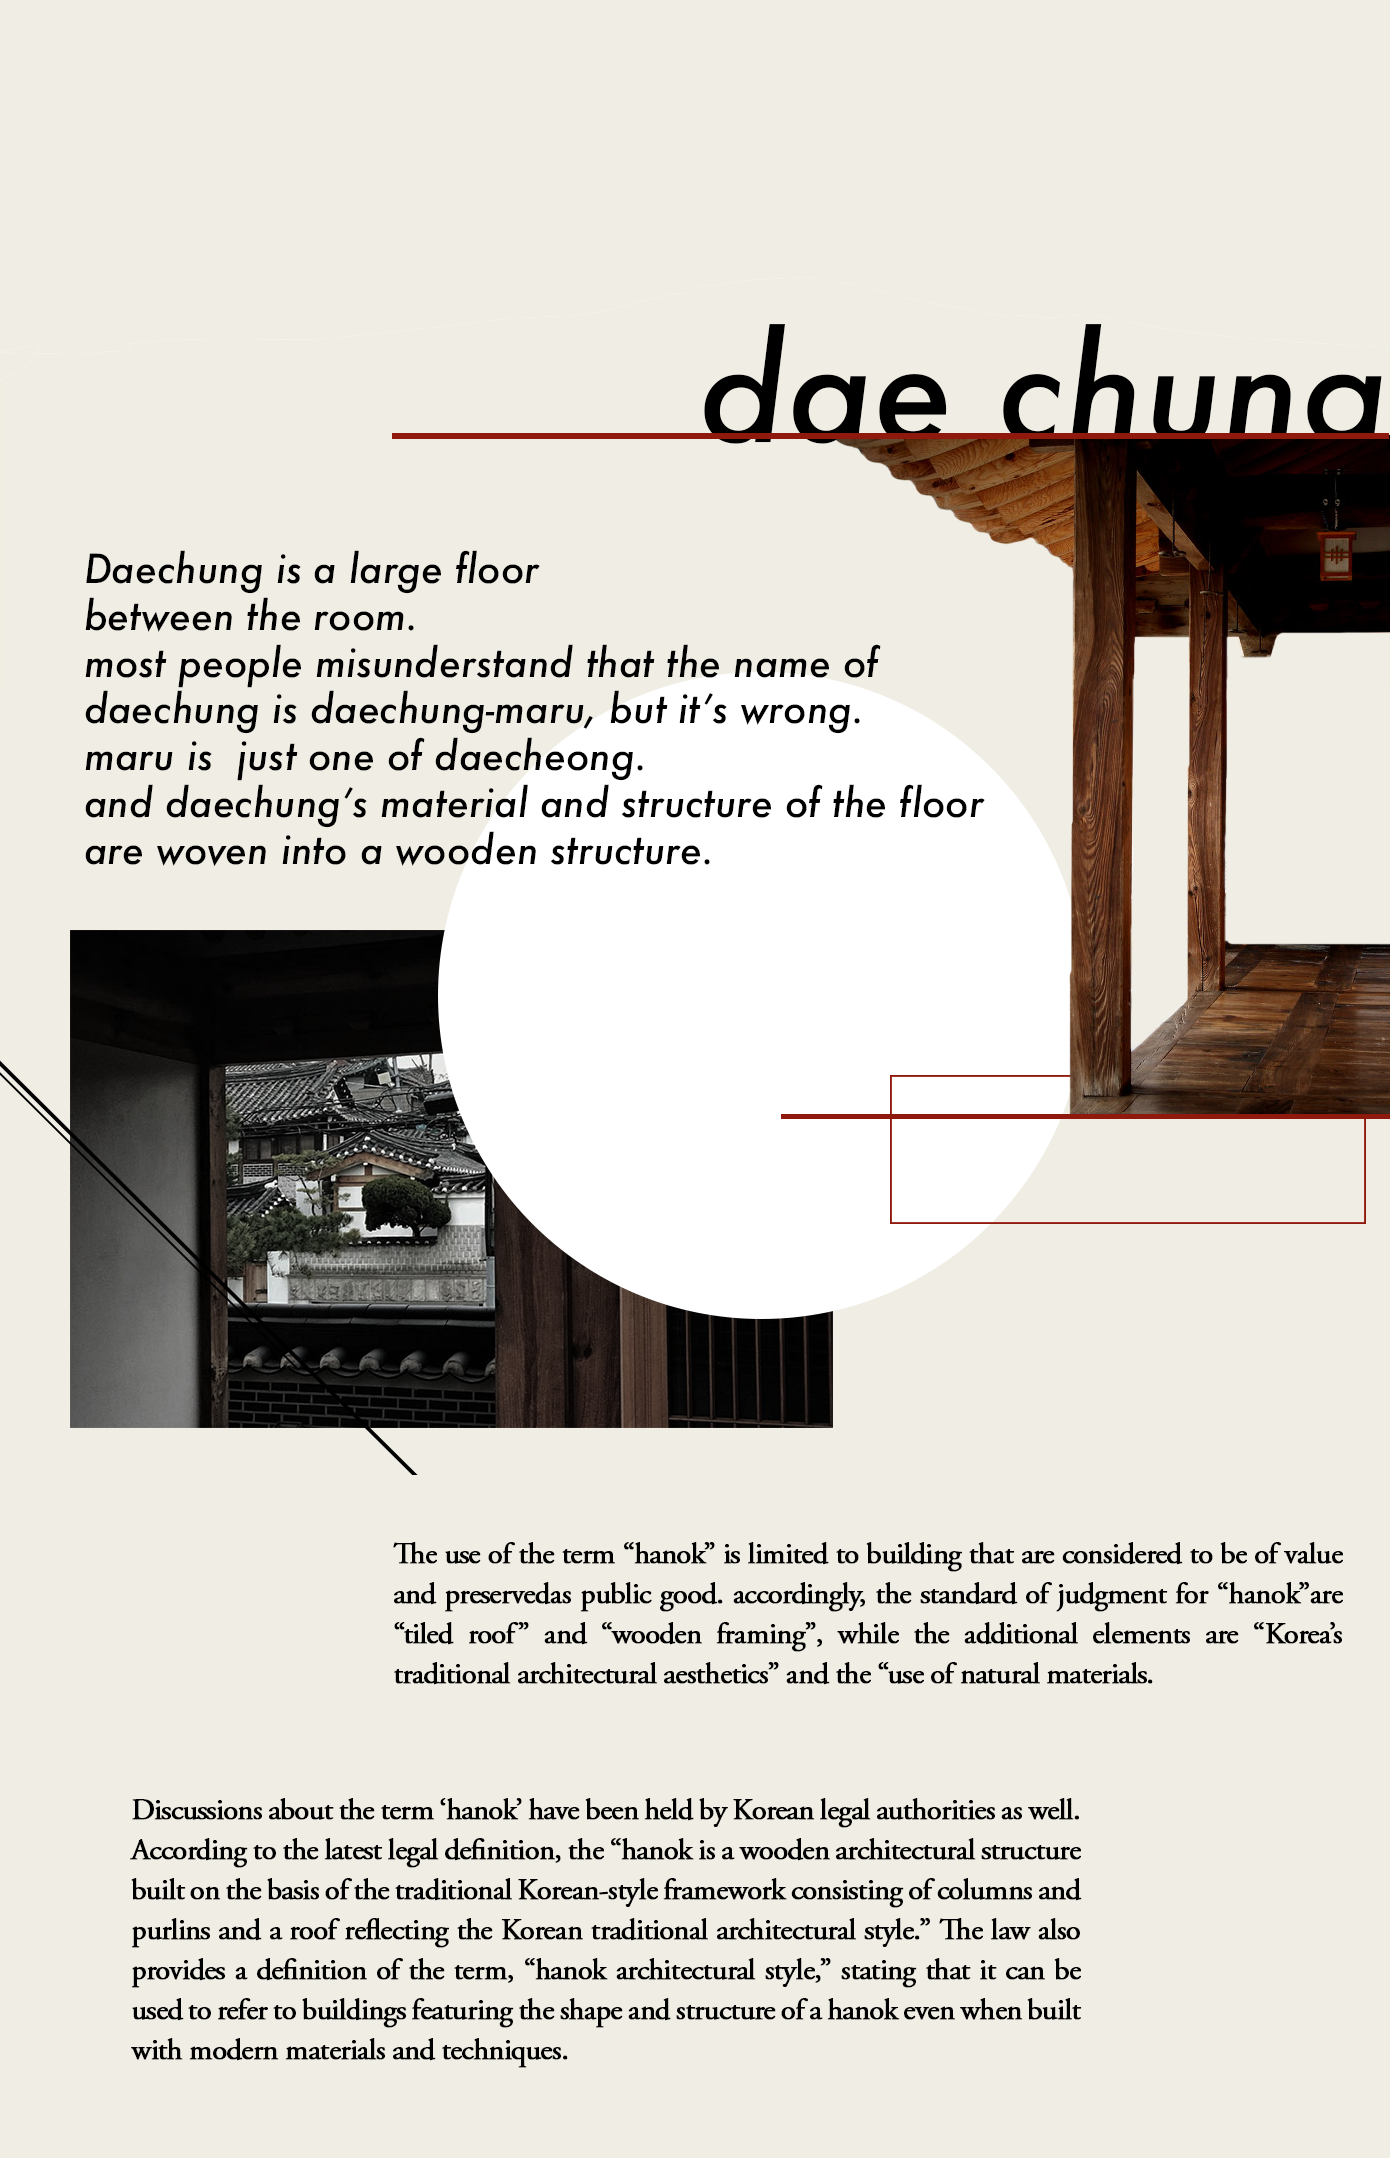 dae chung
Daechung is a large floor
between the room.
most people misunderstand that the name of
daechung is daechung-maru, but it’s wrong.
maru is  just one of daecheong.
and daechung’s material and structure of the floor
are woven into a wooden structure.
The use of the term “hanok” is limited to building that are considered to be of value
and preservedas public good. accordingly, the standard of judgment for “hanok”are
“tiled roof” and “wooden framing”, while the additional elements are “Korea’s
traditional architectural aesthetics” and the “use of natural materials.
Discussions about the term ‘hanok’ have been held by Korean legal authorities as well.
According to the latest legal definition, the “hanok is a wooden architectural structure
built on the basis of the traditional Korean-style framework consisting of columns and
purlins and a roof reflecting the Korean traditional architectural style.” The law also
provides a definition of the term, “hanok architectural style,” stating that it can be
used to refer to buildings featuring the shape and structure of a hanok even when built
with modern materials and techniques.